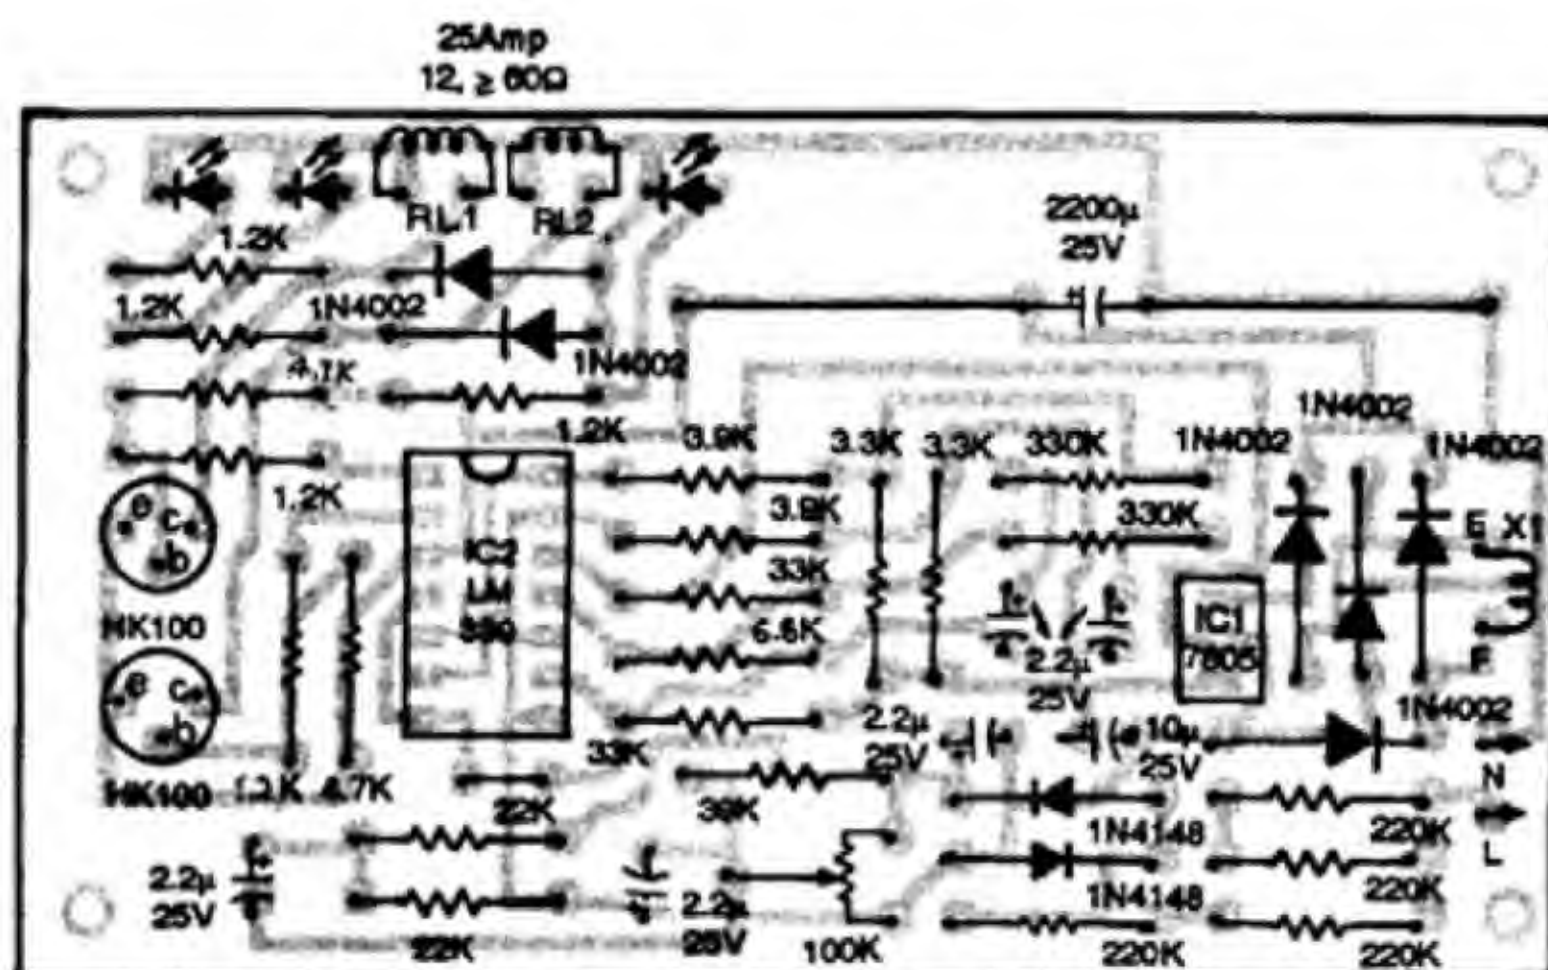 25Amp
12, ≥ 60Ω
RL1
RL2
1.2K
2200µ
25V
1.2K
1N4002
1N4002
4.7K
1.2K
1N4002
3.9K
3.3K
3.3K
330K
1N4002
1N4002
1.2K
3.9K
330K
E X1
e c
b
IC2
LM
33K
HK100
6.8K
IC1
7805
2.2µ
25V
F
e c
b
1N4002
2.2µ
25V
10µ
25V
33K
N
HK100
1.2K
4.7K
22K
39K
1N4148
220K
L
2.2µ
25V
2.2µ
25V
1N4148
220K
22K
100K
220K
220K